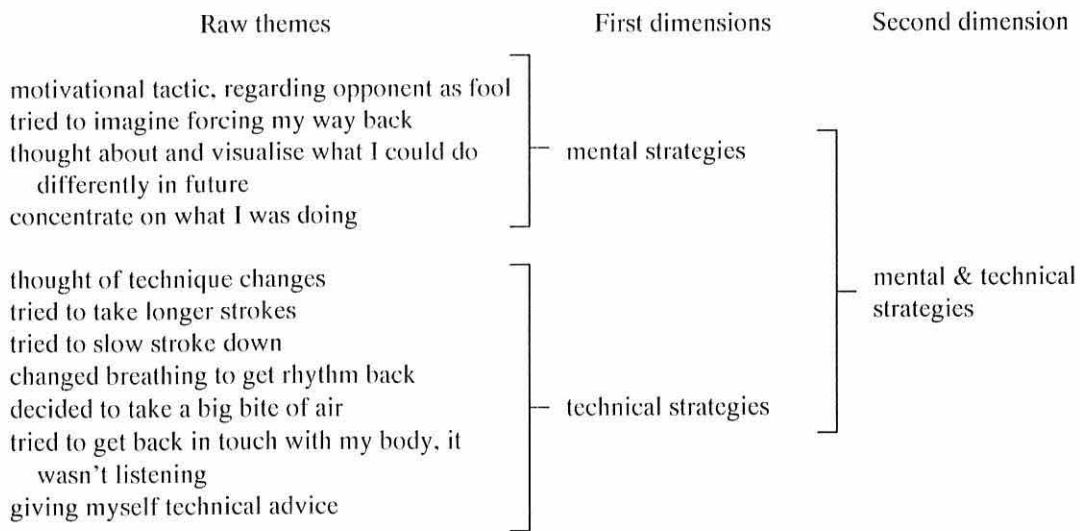 Raw themes First dimensions Second dimension
motivational tactic, regarding opponent as fool
tried to imagine forcing my way back
thought about and visualise what I could do
differently in future
concentrate on what I was doing
mental strategies
thought of technique changes
tried to take longer strokes
tried to slow stroke down
changed breathing to get rhythm back
decided to take a big bite of air
tried to get back in touch with my body, it
wasn't listening
giving myself technical advice
technical strategies
mental & technical
strategies